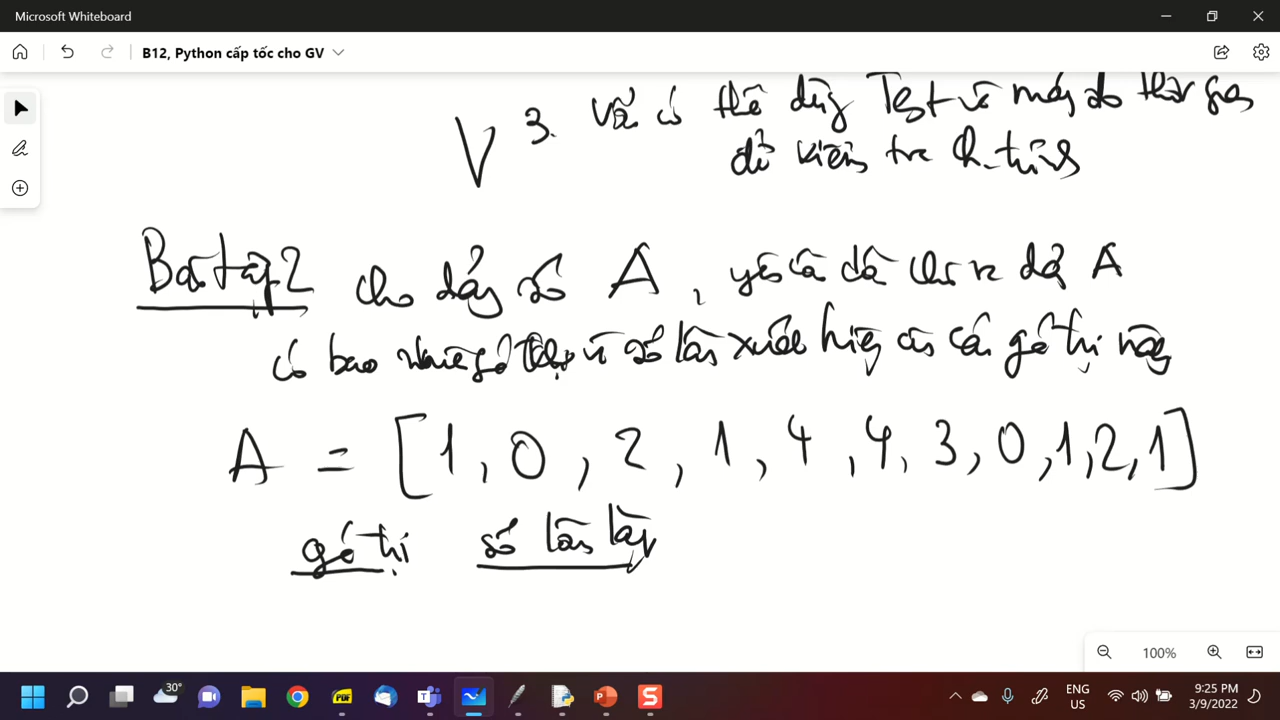 Microsoft Whiteboard
B12, Python cấp tốc cho GV
3. Vẫn có thể dùng Test và máy đo thời gian
để kiểm tra
Bài tập 2 cho dãy số A, yêu cầu dãy A
có bao nhiêu giá trị và số lần xuất hiện của các giá trị này
A = [1, 0, 2, 1, 4, 4, 3, 0, 1, 2, 1]
giá trị số lần lặp
100%
30°
ENG
US
9:25 PM
3/9/2022